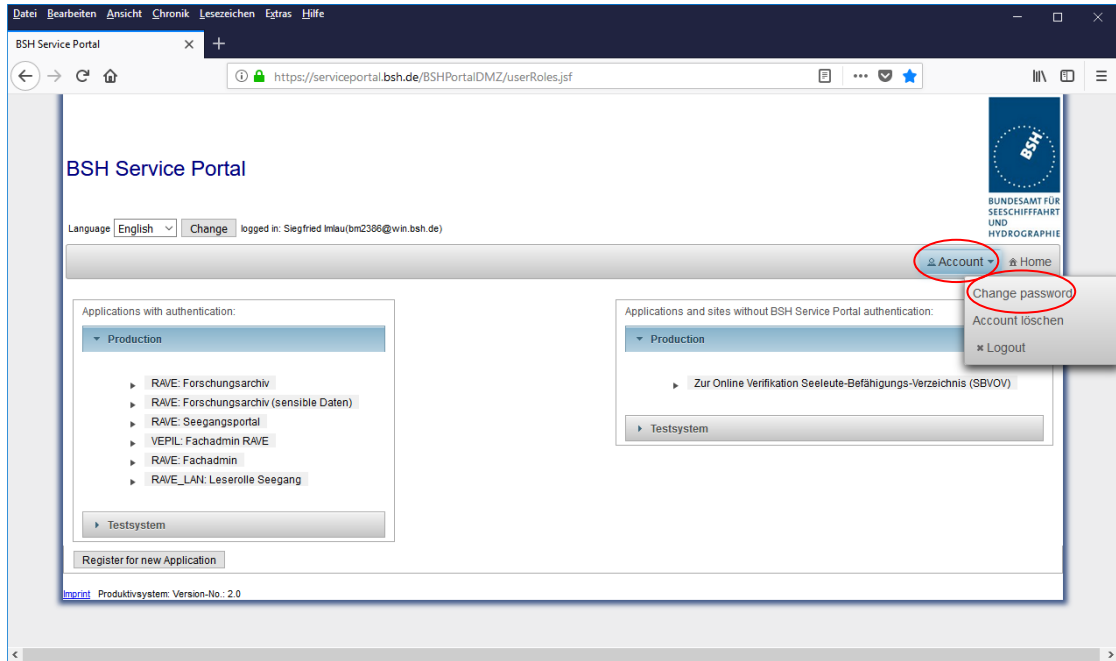 Datei Bearbeiten Ansicht Chronik Lesezeichen Extras Hilfe
BSH Service Portal
https://serviceportal.bsh.de/BSHPortalDMZ/userRoles.jsf
BSH
BUNDESAMT FÜR
SEESCHIFFFAHRT
UND
HYDROGRAPHIE
BSH Service Portal
Language English Change logged in: Siegfried Imlau(bm2386@win.bsh.de)
Account Home
Change password
Account löschen
Logout
Applications with authentication:
Production
RAVE: Forschungsarchiv
RAVE: Forschungsarchiv (sensible Daten)
RAVE: Seegangsportal
VEPIL: Fachadmin RAVE
RAVE: Fachadmin
RAVE_LAN: Leserolle Seegang
Testsystem
Applications and sites without BSH Service Portal authentication:
Production
Zur Online Verifikation Seeleute-Befähigungs-Verzeichnis (SBVOV)
Testsystem
Register for new Application
Imprint Produktivsystem: Version-No.: 2.0